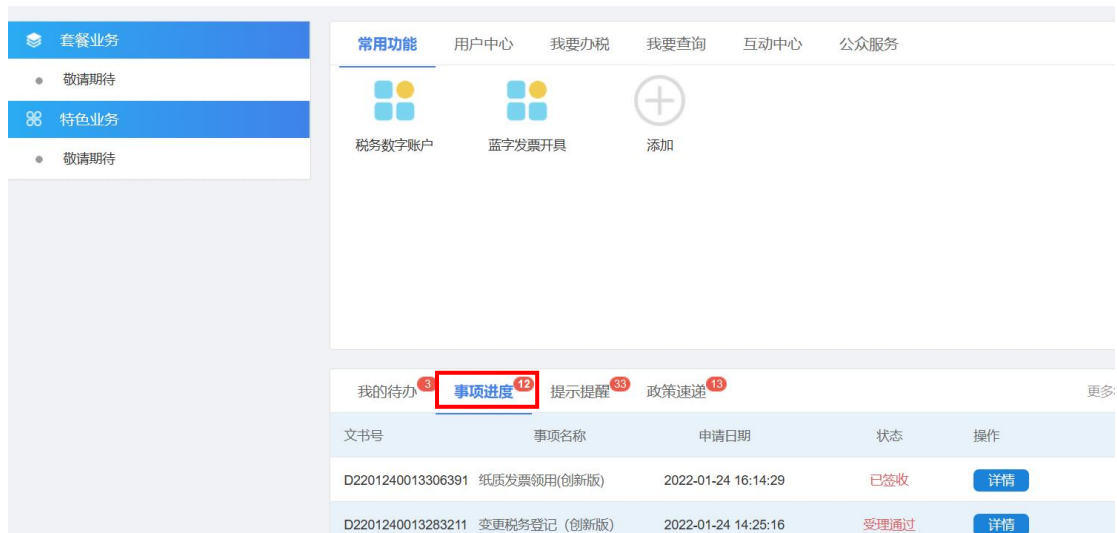 套餐业务
敬请期待
特色业务
敬请期待
常用功能 用户中心 我要办税 我要查询 互动中心 公众服务
税务数字账户 蓝字发票开具 添加
我的待办 3 事项进度 12 提示提醒 33 政策速递 13 更多
文书号 事项名称 申请日期 状态 操作
D2201240013306391 纸质发票领用(创新版) 2022-01-24 16:14:29 已签收 详情
D2201240013283211 变更税务登记（创新版） 2022-01-24 14:25:16 受理通过 详情